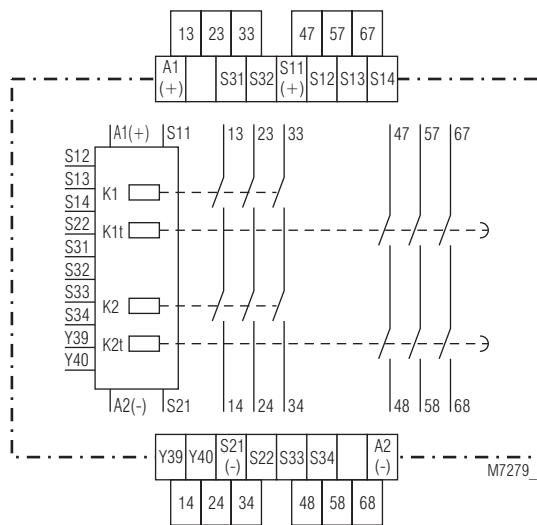 13 23 33 47 57 67
A1 (+) S31 S32 S11 (+) S12 S13 S14
A1(+) S11 13 23 33 47 57 67
S12
S13
K1
S14
S22
K1t
S31
S32
S33
K2
S34
Y39
K2t
Y40
A2(-) S21 14 24 34 48 58 68
Y39 Y40 S21 (-) S22 S33 S34 A2 (-)
M7279_
14 24 34 48 58 68